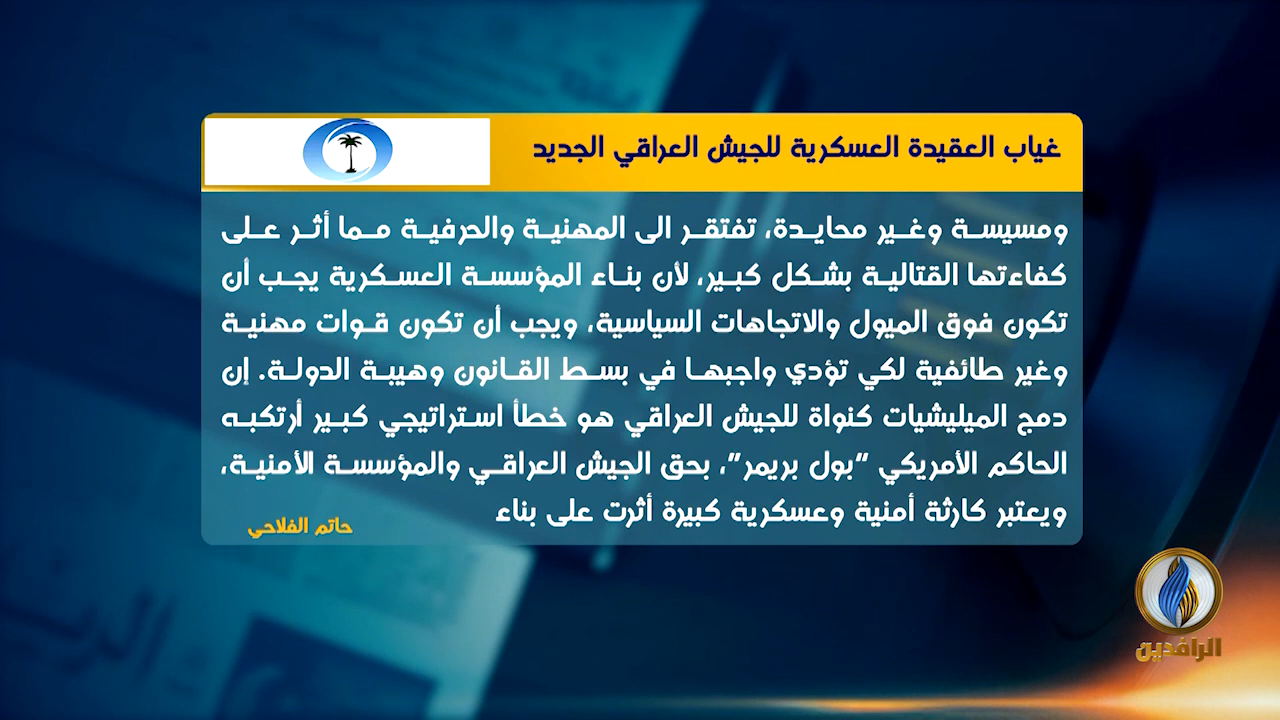 غياب العقيدة العسكرية للجيش العراقي الجديد
ومسيسة وغير محايدة، تفتقر الى المهنية والحرفية مما أثر على
كفاءتها القتالية بشكل كبير، لأن بناء المؤسسة العسكرية يجب أن
تكون فوق الميول والاتجاهات السياسية، ويجب أن تكون قوات مهنية
وغير طائفية لكي تؤدي واجبها في بسط القانون وهيبة الدولة. إن
دمج الميليشيات كنواة للجيش العراقي هو خطأ استراتيجي كبير أرتكبه
الحاكم الأمريكي "بول بريمر"، بحق الجيش العراقي والمؤسسة الأمنية،
ويعتبر كارثة أمنية وعسكرية كبيرة أثرت على بناء
حاتم الفلاحي
الرافدين